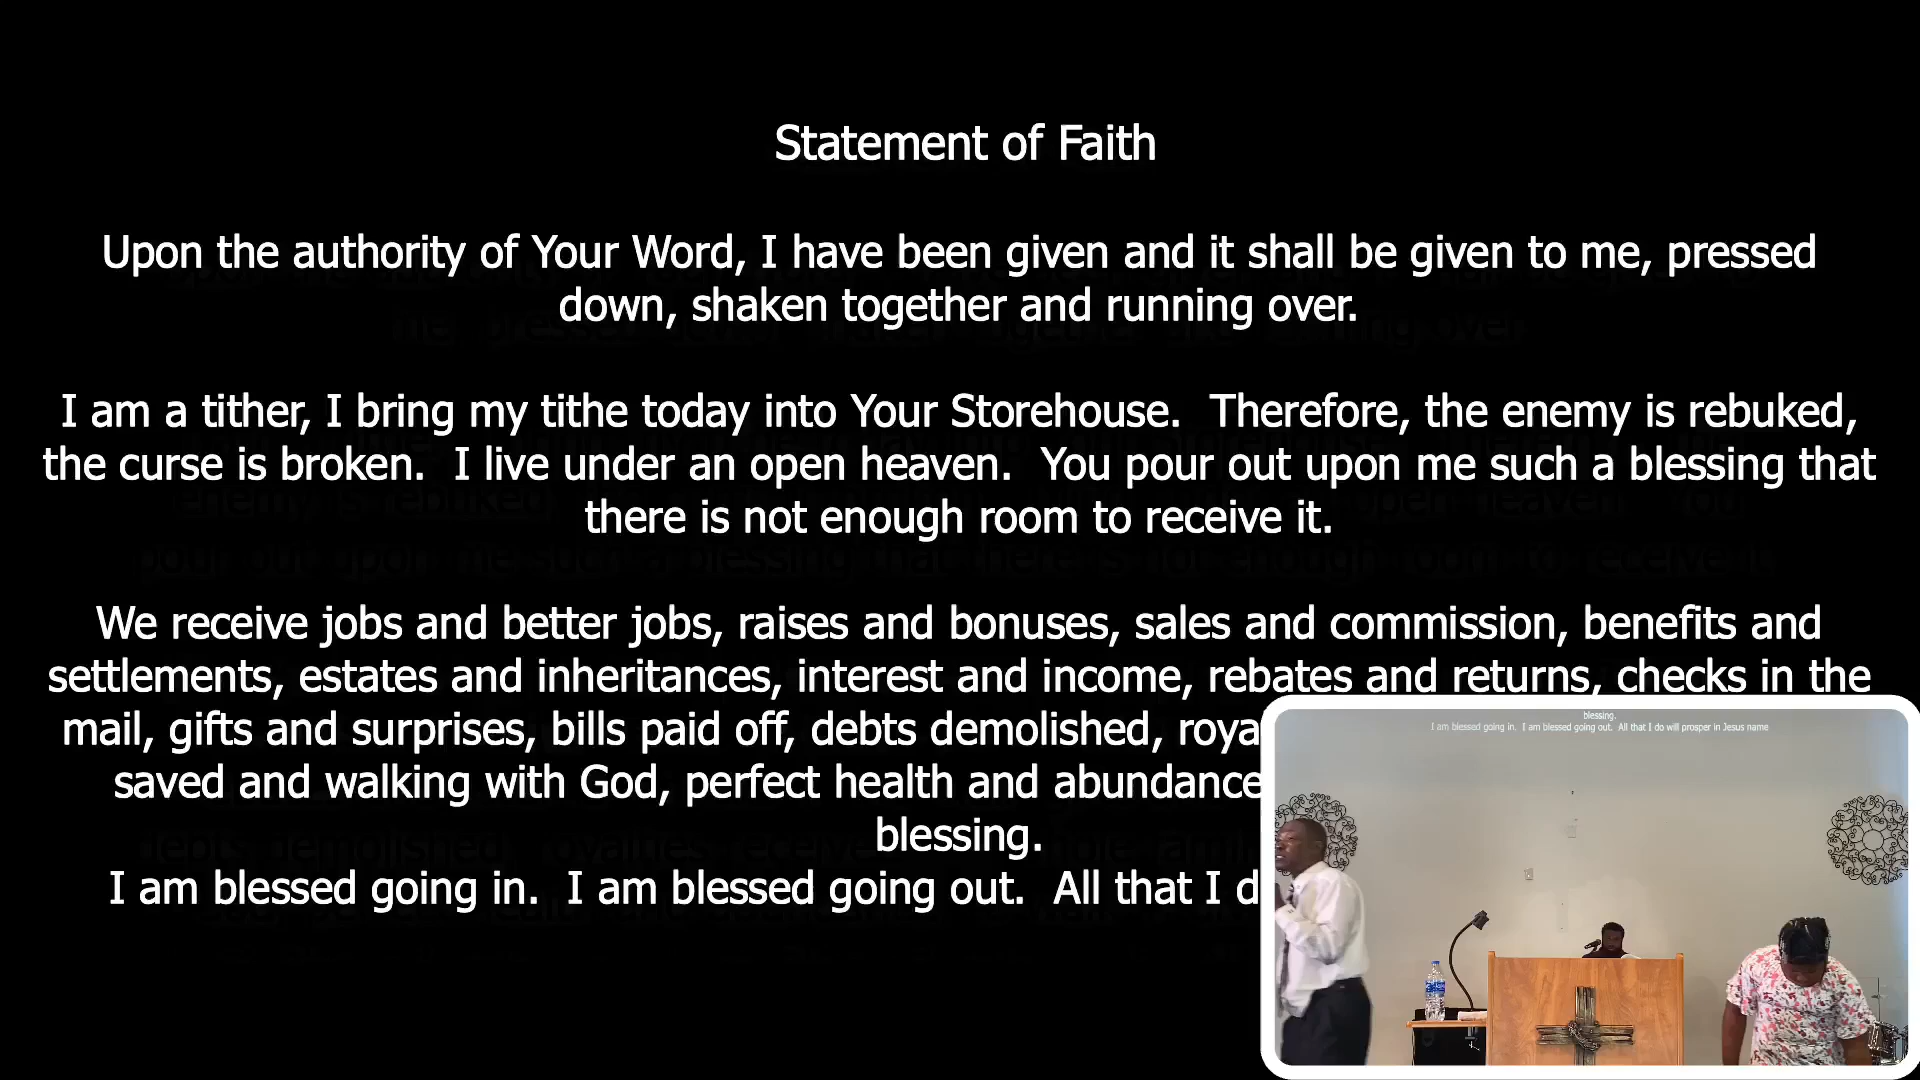 Statement of Faith
Upon the authority of Your Word, I have been given and it shall be given to me, pressed
down, shaken together and running over.
I am a tither, I bring my tithe today into Your Storehouse.  Therefore, the enemy is rebuked,
the curse is broken.  I live under an open heaven.  You pour out upon me such a blessing that
there is not enough room to receive it.
We receive jobs and better jobs, raises and bonuses, sales and commission, benefits and
settlements, estates and inheritances, interest and income, rebates and returns, checks in the
mail, gifts and surprises, bills paid off, debts demolished,
saved and walking with God, perfect health and abundance
blessing.
I am blessed going in.  I am blessed going out.  All that I
blessing.
I am blessed going in.  I am blessed going out.  All that I do will prosper in Jesus name